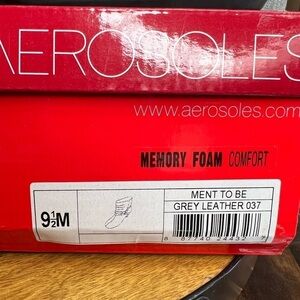 AEROSOLES
www.aerosoles.com
MEMORY FOAM COMFORT
MENT TO BE
GREY LEATHER 037
9½M